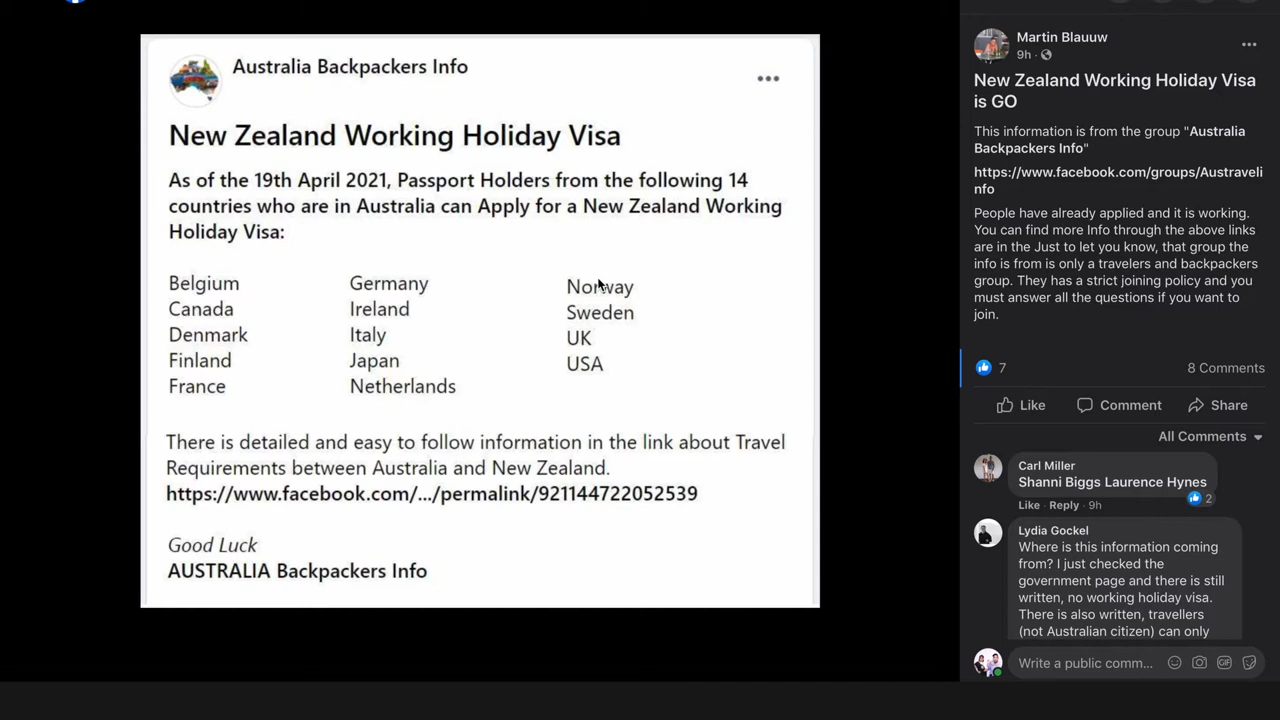 Australia Backpackers Info
New Zealand Working Holiday Visa
As of the 19th April 2021, Passport Holders from the following 14
countries who are in Australia can Apply for a New Zealand Working
Holiday Visa:
Belgium
Canada
Denmark
Finland
France
Germany
Ireland
Italy
Japan
Netherlands
Norway
Sweden
UK
USA
There is detailed and easy to follow information in the link about Travel
Requirements between Australia and New Zealand.
https://www.facebook.com/.../permalink/921144722052539
Good Luck
AUSTRALIA Backpackers Info
Martin Blauuw
9h ·
New Zealand Working Holiday Visa
is GO
This information is from the group "Australia
Backpackers Info"
https://www.facebook.com/groups/Austraveli
nfo
People have already applied and it is working.
You can find more Info through the above links
are in the Just to let you know, that group the
info is from is only a travelers and backpackers
group. They has a strict joining policy and you
must answer all the questions if you want to
join.
7
8 Comments
Like
Comment
Share
All Comments
Carl Miller
Shanni Biggs Laurence Hynes
2
Like · Reply · 9h
Lydia Gockel
Where is this information coming
from? I just checked the
government page and there is still
written, no working holiday visa.
There is also written, travellers
(not Australian citizen) can only
Write a public comm...
GIF